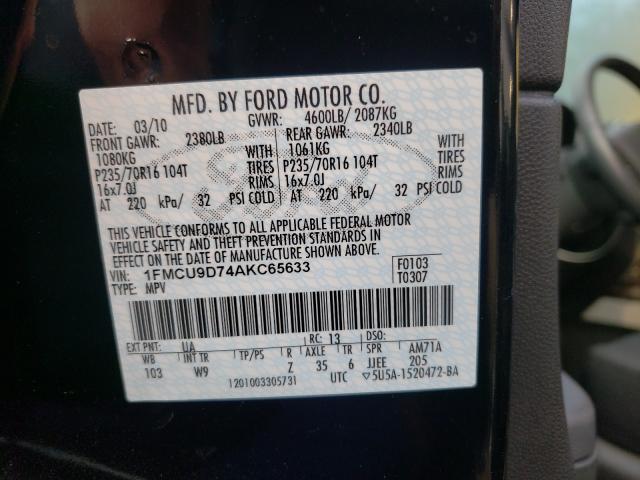 MFD. BY FORD MOTOR CO.
DATE: 03/10 GVWR: 4600LB/ 2087KG
FRONT GAWR: 2380LB REAR GAWR: 2340LB
1080KG WITH 1061KG WITH
P235/70R16 104T TIRES P235/70R16 104T TIRES
16x7.0J RIMS 16x7.0J RIMS
AT 220 kPa/ 32 PSI COLD AT 220 kPa/ 32 PSI COLD
THIS VEHICLE CONFORMS TO ALL APPLICABLE FEDERAL MOTOR
VEHICLE SAFETY AND THEFT PREVENTION STANDARDS IN
EFFECT ON THE DATE OF MANUFACTURE SHOWN ABOVE.
VIN: 1FMCU9D74AKC65633 F0103
TYPE: MPV T0307
EXT PNT: UA RC: 13 DSO:
WB INT TR TP/PS R AXLE TR SPR AM71A
103 W9 Z 35 6 JJEE 205
1201003305731 UTC ▽5U5A-1520472-BA